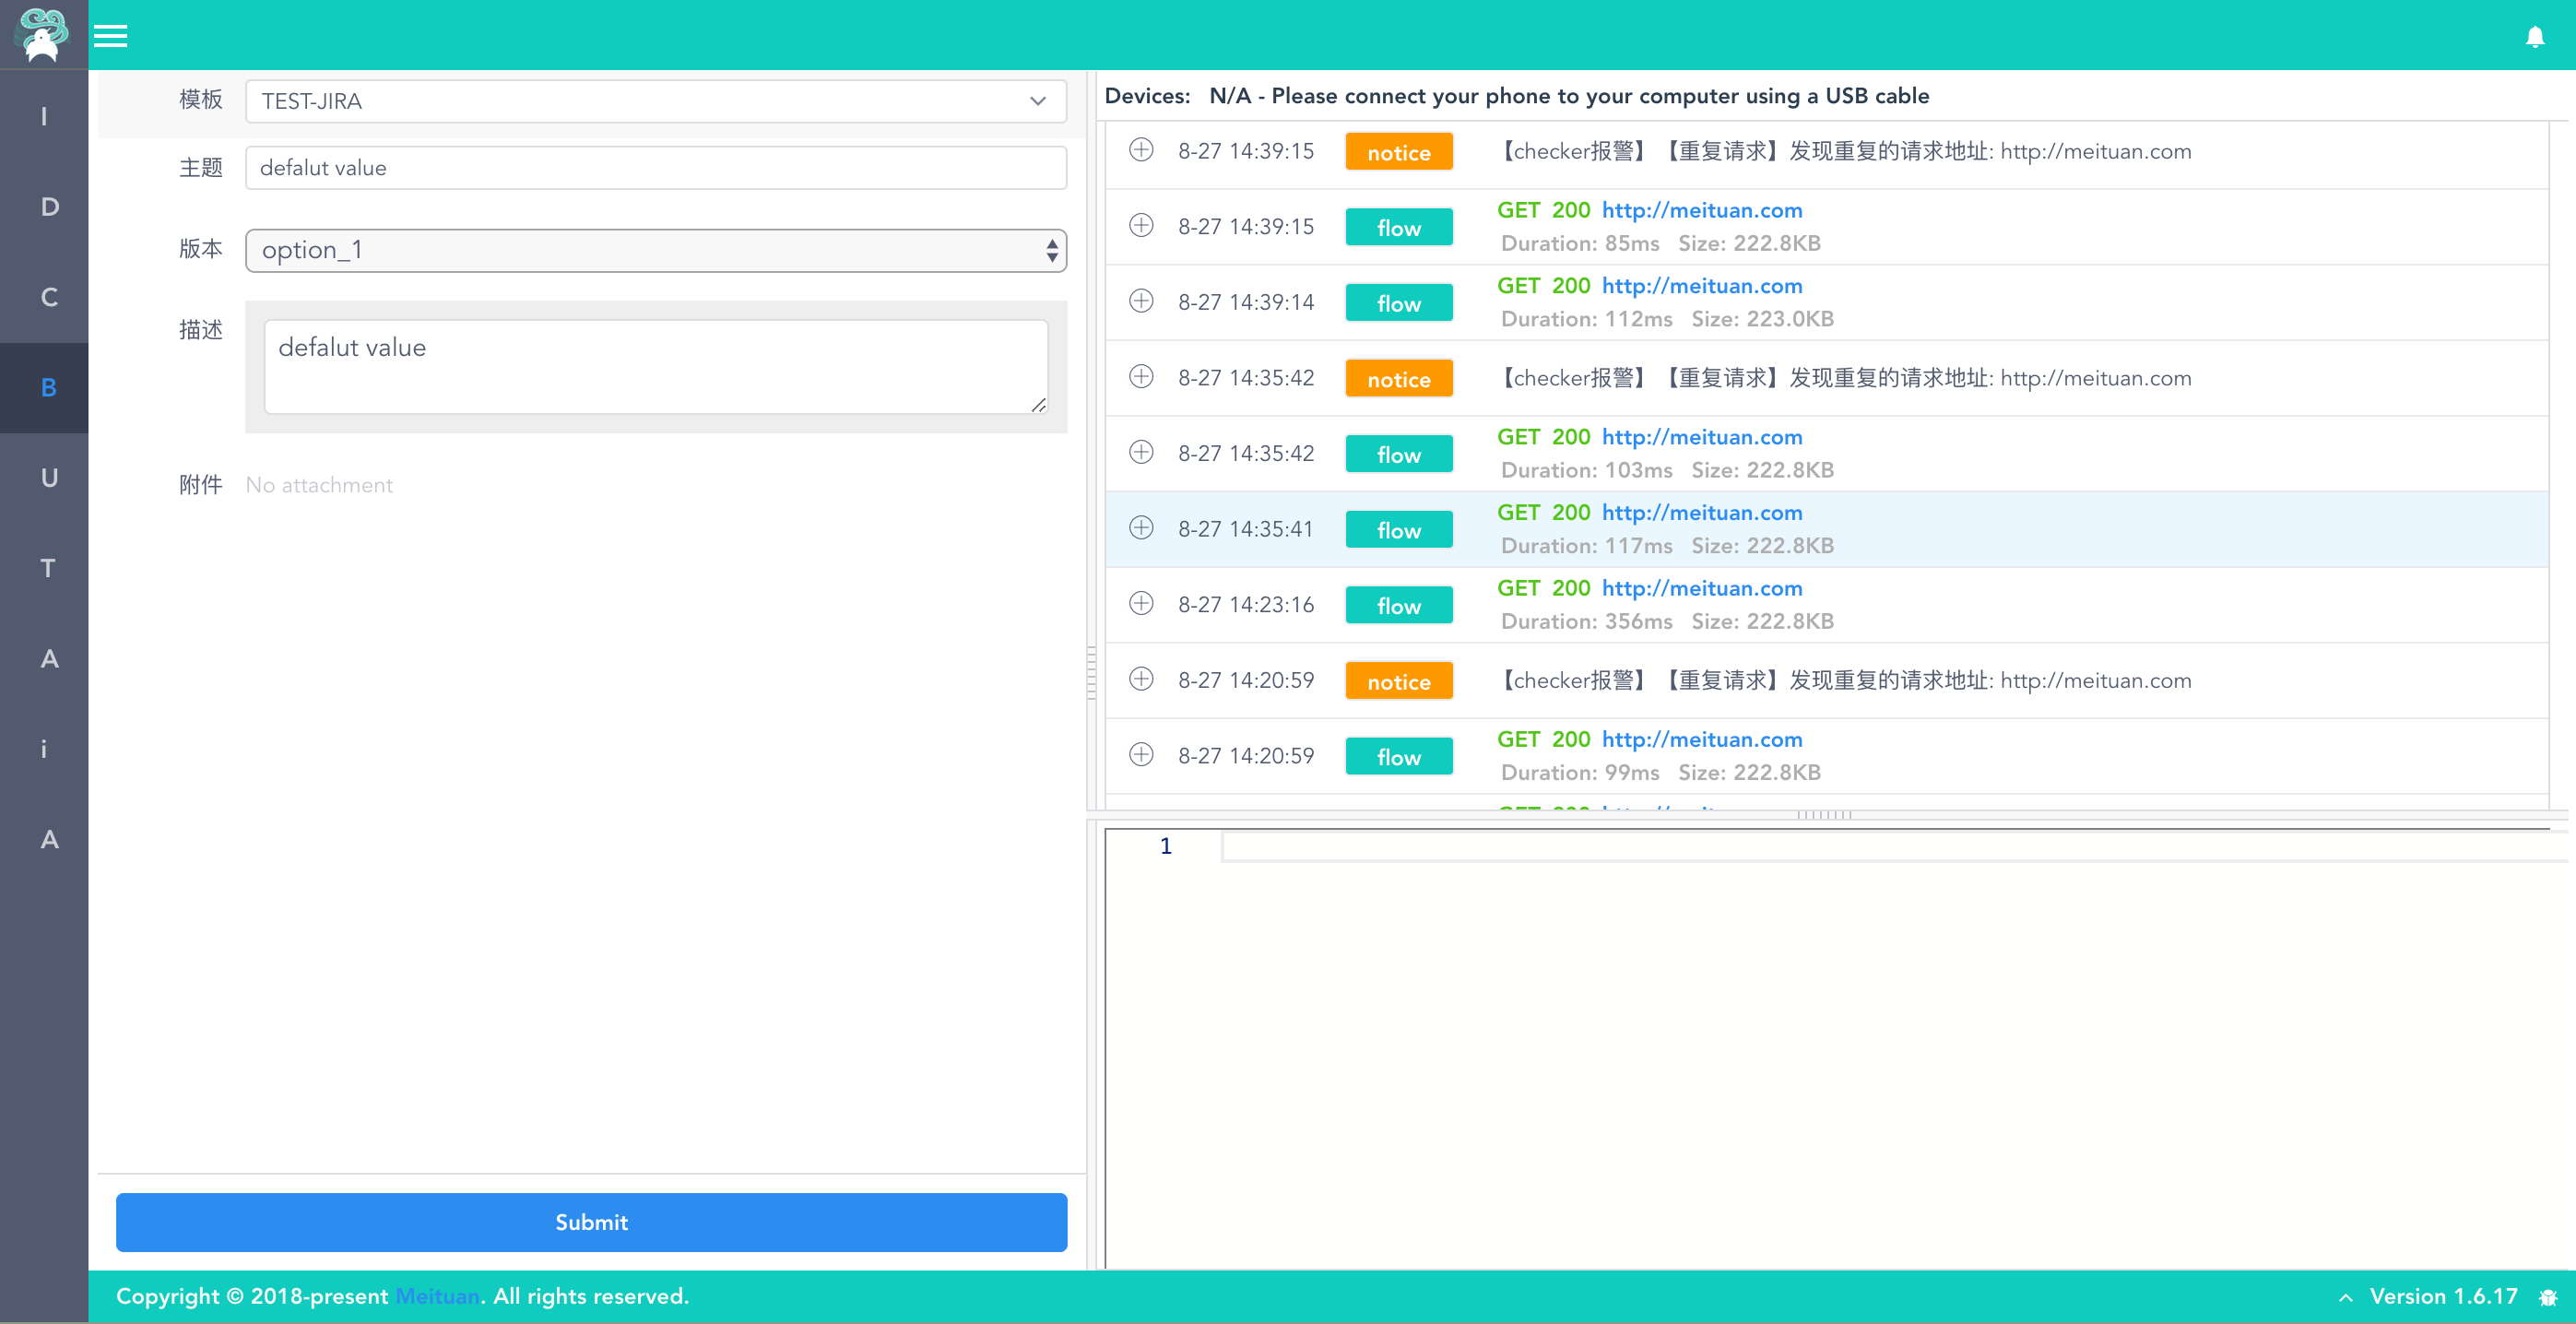 I
D
C
B
U
T
A
i
A
模板 TEST-JIRA
主题 defalut value
版本 option_1
描述 defalut value
附件 No attachment
Submit
Devices: N/A - Please connect your phone to your computer using a USB cable
8-27 14:39:15 notice 【checker报警】【重复请求】发现重复的请求地址: http://meituan.com
8-27 14:39:15 flow GET 200 http://meituan.com
Duration: 85ms Size: 222.8KB
8-27 14:39:14 flow GET 200 http://meituan.com
Duration: 112ms Size: 223.0KB
8-27 14:35:42 notice 【checker报警】【重复请求】发现重复的请求地址: http://meituan.com
8-27 14:35:42 flow GET 200 http://meituan.com
Duration: 103ms Size: 222.8KB
8-27 14:35:41 flow GET 200 http://meituan.com
Duration: 117ms Size: 222.8KB
8-27 14:23:16 flow GET 200 http://meituan.com
Duration: 356ms Size: 222.8KB
8-27 14:20:59 notice 【checker报警】【重复请求】发现重复的请求地址: http://meituan.com
8-27 14:20:59 flow GET 200 http://meituan.com
Duration: 99ms Size: 222.8KB
1
Copyright © 2018-present Meituan. All rights reserved.
Version 1.6.17